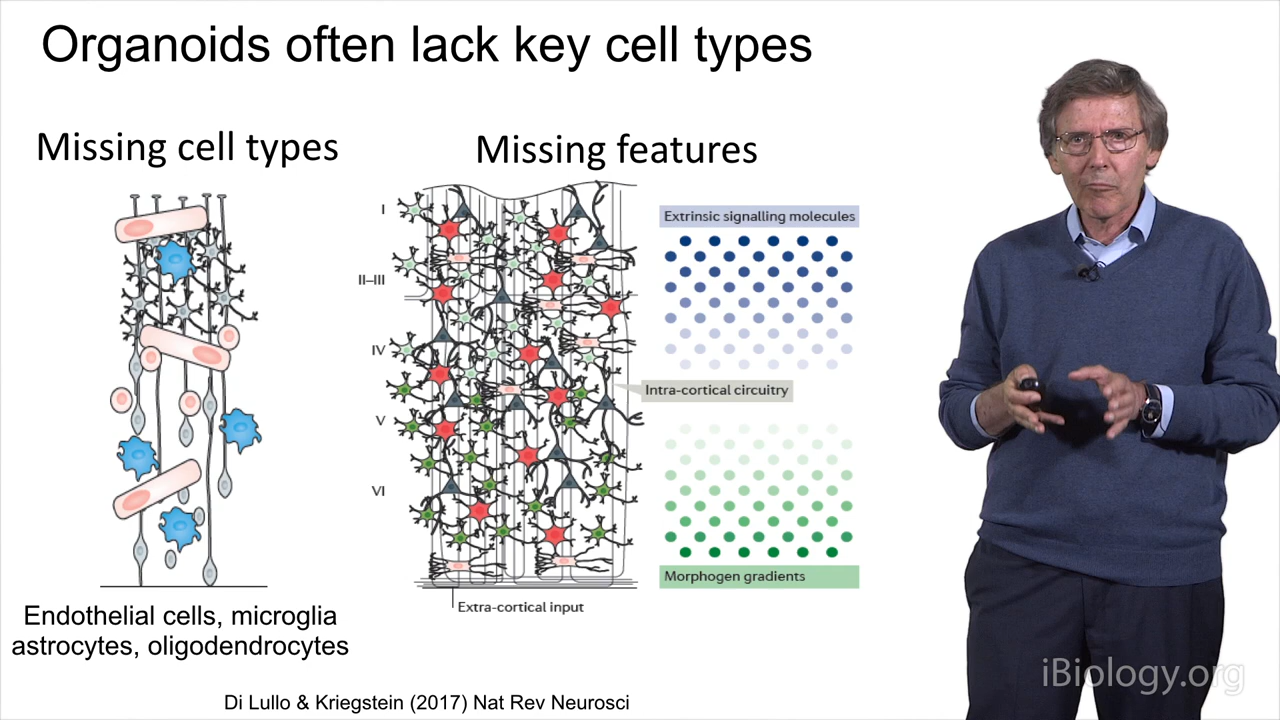 Organoids often lack key cell types
Missing cell types
Missing features
I
II–III
IV
V
VI
Extrinsic signalling molecules
Intra-cortical circuitry
Morphogen gradients
Extra-cortical input
Endothelial cells, microglia
astrocytes, oligodendrocytes
Di Lullo & Kriegstein (2017) Nat Rev Neurosci
iBiology.org